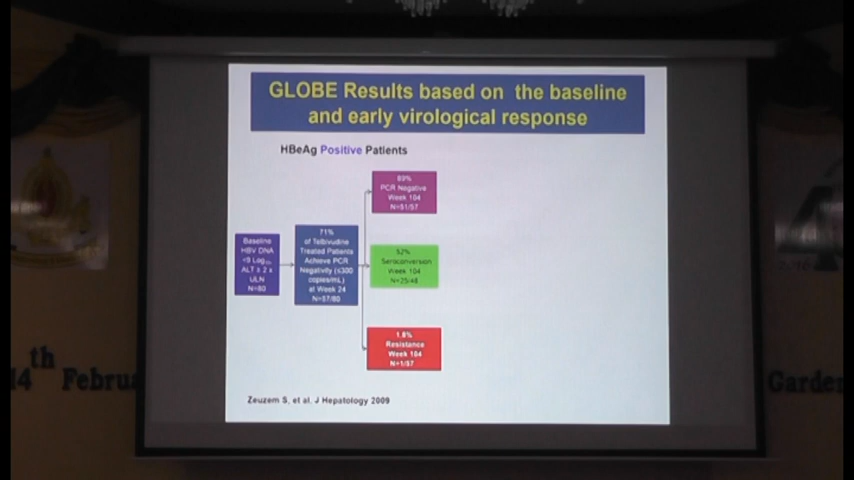 GLOBE Results based on the baseline
and early virological response
HBeAg Positive Patients
89%
PCR Negative
Week 104
N=51/57
Baseline
HBV DNA
<9 Log₁₀,
ALT ≥ 2 x
ULN
N=80
71%
of Telbivudine
Treated Patients
Achieve PCR
Negativity (≤300
copies/mL)
at Week 24
N=57/80
52%
Seroconversion
Week 104
N=25/48
1.8%
Resistance
Week 104
N=1/57
Zeuzem S, et al. J Hepatology 2009
4th Februa
Garde